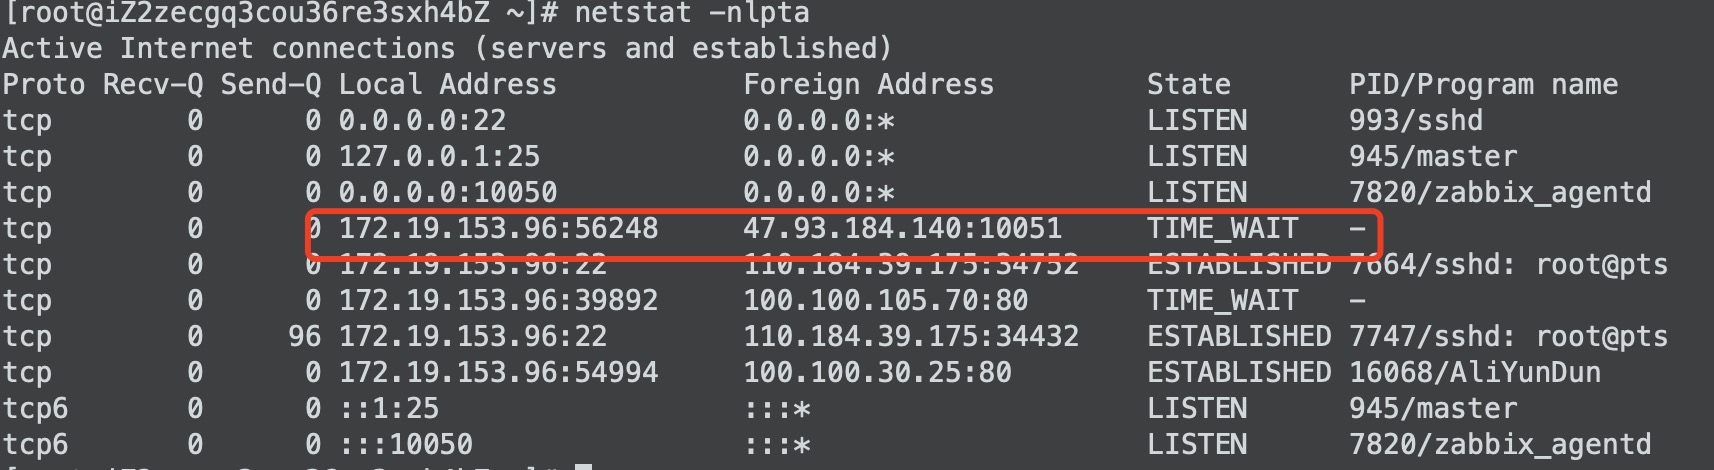 [root@iZ2zecgq3cou36re3sxh4bZ ~]# netstat -nlpta
Active Internet connections (servers and established)
Proto Recv-Q Send-Q Local Address           Foreign Address         State       PID/Program name
tcp        0      0 0.0.0.0:22              0.0.0.0:*               LISTEN      993/sshd
tcp        0      0 127.0.0.1:25            0.0.0.0:*               LISTEN      945/master
tcp        0      0 0.0.0.0:10050           0.0.0.0:*               LISTEN      7820/zabbix_agentd
tcp        0      0 172.19.153.96:56248     47.93.184.140:10051     TIME_WAIT   -
tcp        0      0 172.19.153.96:22        110.184.39.175:34752    ESTABLISHED 7664/sshd: root@pts
tcp        0      0 172.19.153.96:39892     100.100.105.70:80       TIME_WAIT   -
tcp        0     96 172.19.153.96:22        110.184.39.175:34432    ESTABLISHED 7747/sshd: root@pts
tcp        0      0 172.19.153.96:54994     100.100.30.25:80        ESTABLISHED 16068/AliYunDun
tcp6       0      0 ::1:25                  :::*                    LISTEN      945/master
tcp6       0      0 :::10050                :::*                    LISTEN      7820/zabbix_agentd